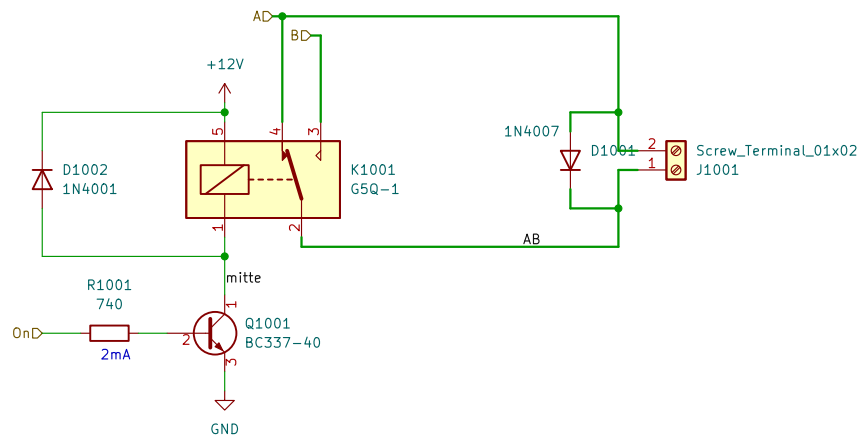 A
B
+12V
5
4
3
1N4007
D1001
2
1
Screw_Terminal_01x02
J1001
D1002
1N4001
K1001
G5Q-1
1
2
AB
mitte
R1001
740
1
On
2mA
2
Q1001
BC337-40
3
GND